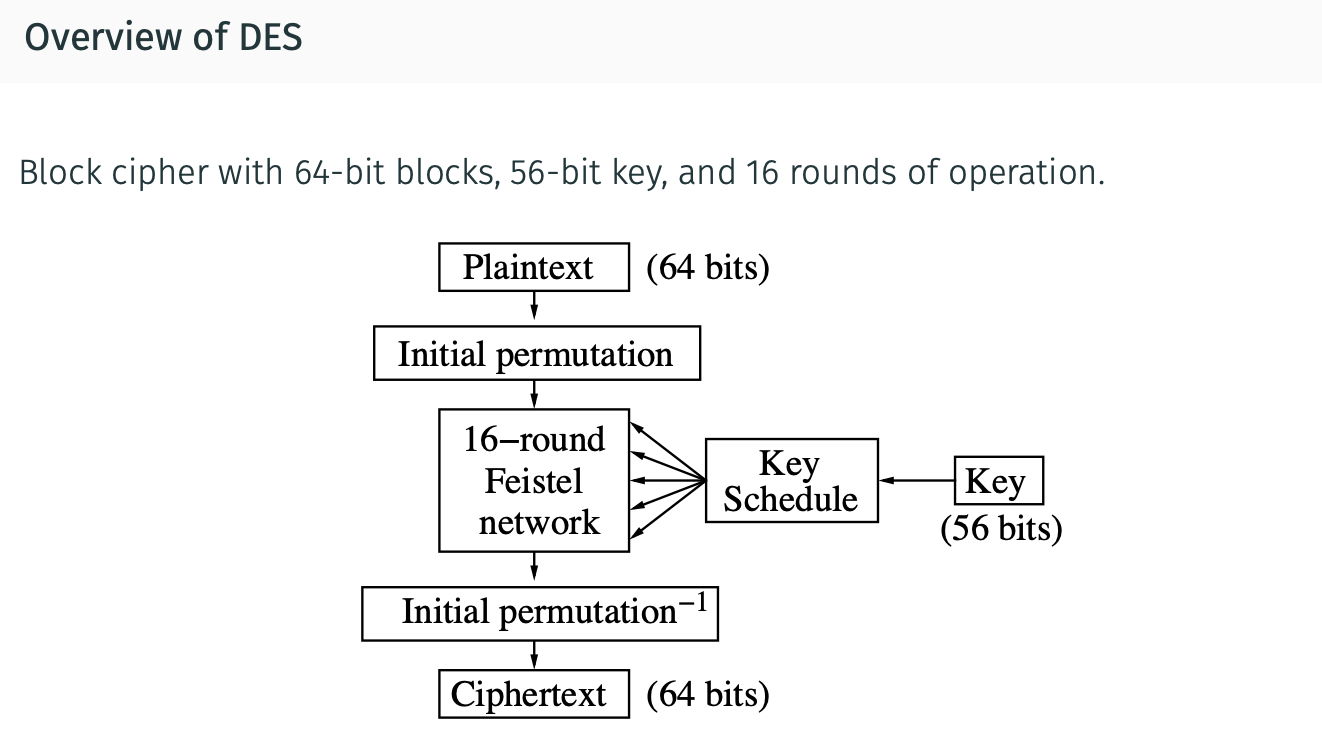 Overview of DES
Block cipher with 64-bit blocks, 56-bit key, and 16 rounds of operation.
Plaintext (64 bits)
Initial permutation
16–round
Feistel
network
Key
Schedule
Key
(56 bits)
Initial permutation⁻¹
Ciphertext (64 bits)